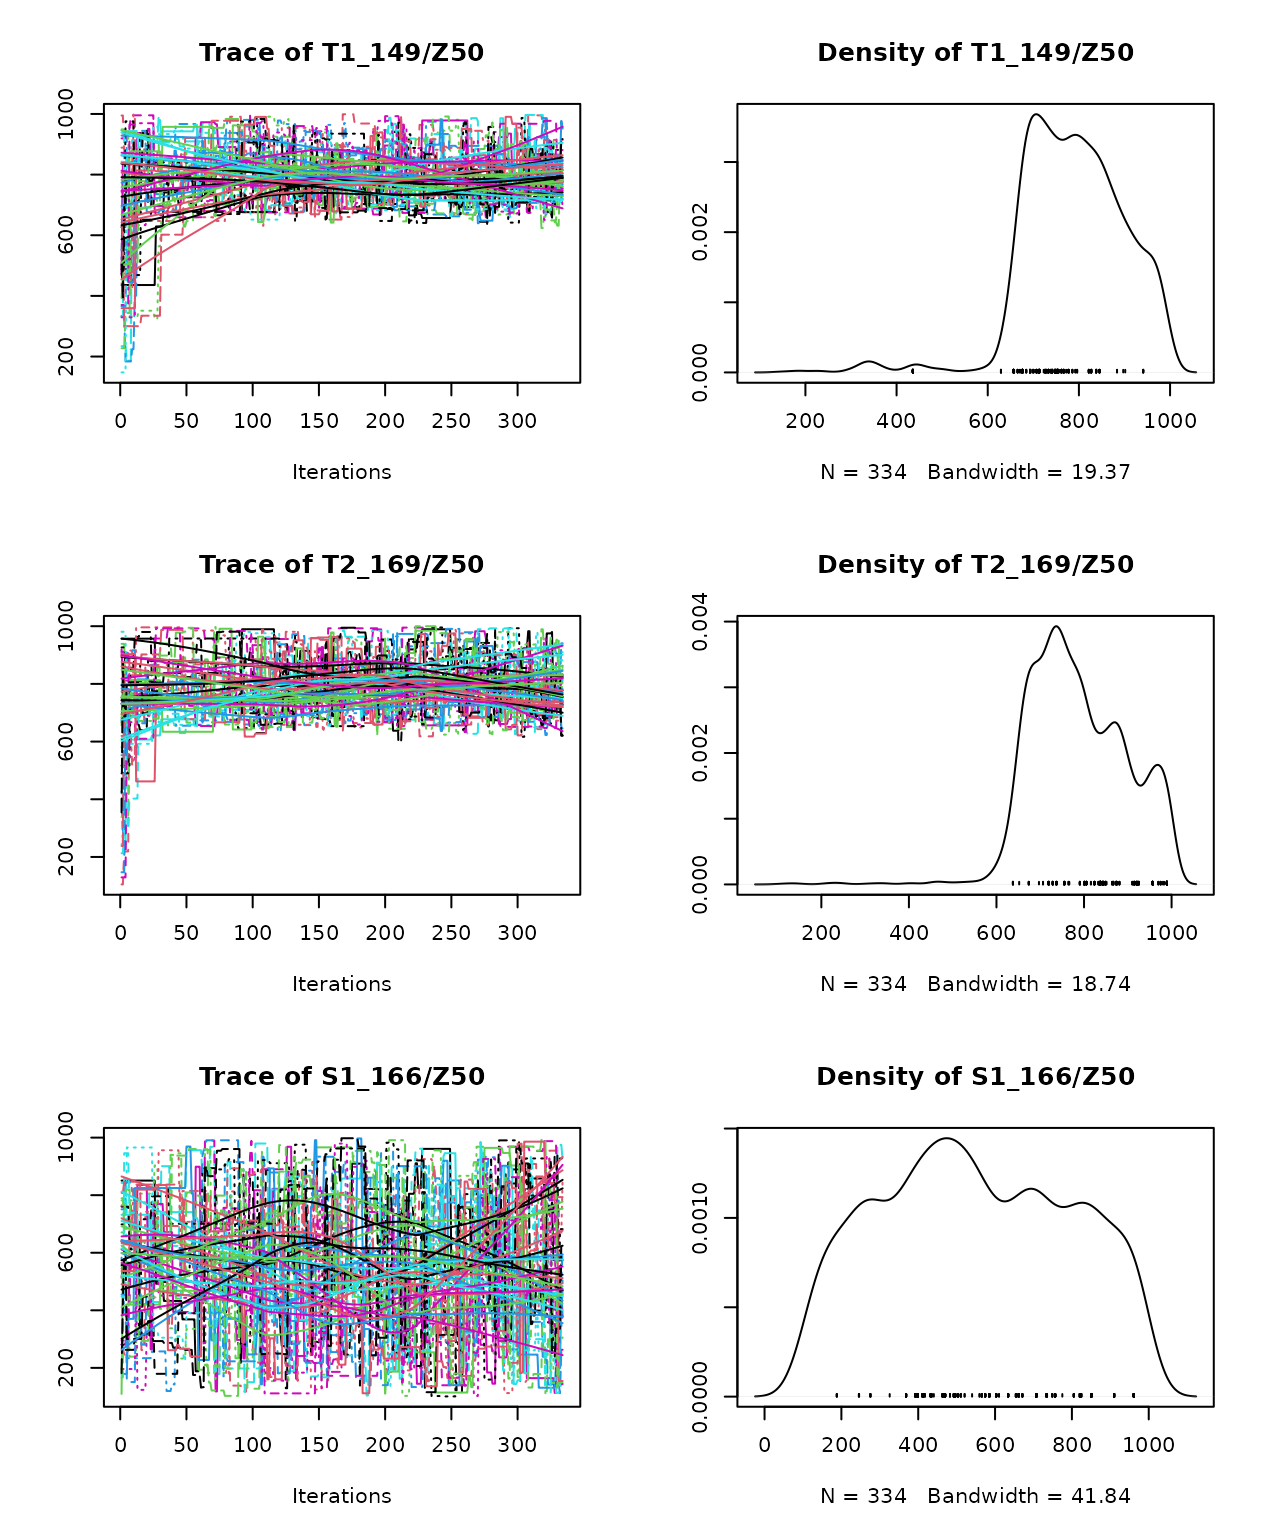 Trace of T1_149/Z50
1000
600
200
0 50 100 150 200 250 300
Iterations
Density of T1_149/Z50
0.002
0.000
200 400 600 800 1000
N = 334 Bandwidth = 19.37
Trace of T2_169/Z50
1000
600
200
0 50 100 150 200 250 300
Iterations
Density of T2_169/Z50
0.004
0.002
0.000
200 400 600 800 1000
N = 334 Bandwidth = 18.74
Trace of S1_166/Z50
1000
600
200
0 50 100 150 200 250 300
Iterations
Density of S1_166/Z50
0.0010
0.0000
0 200 400 600 800 1000
N = 334 Bandwidth = 41.84